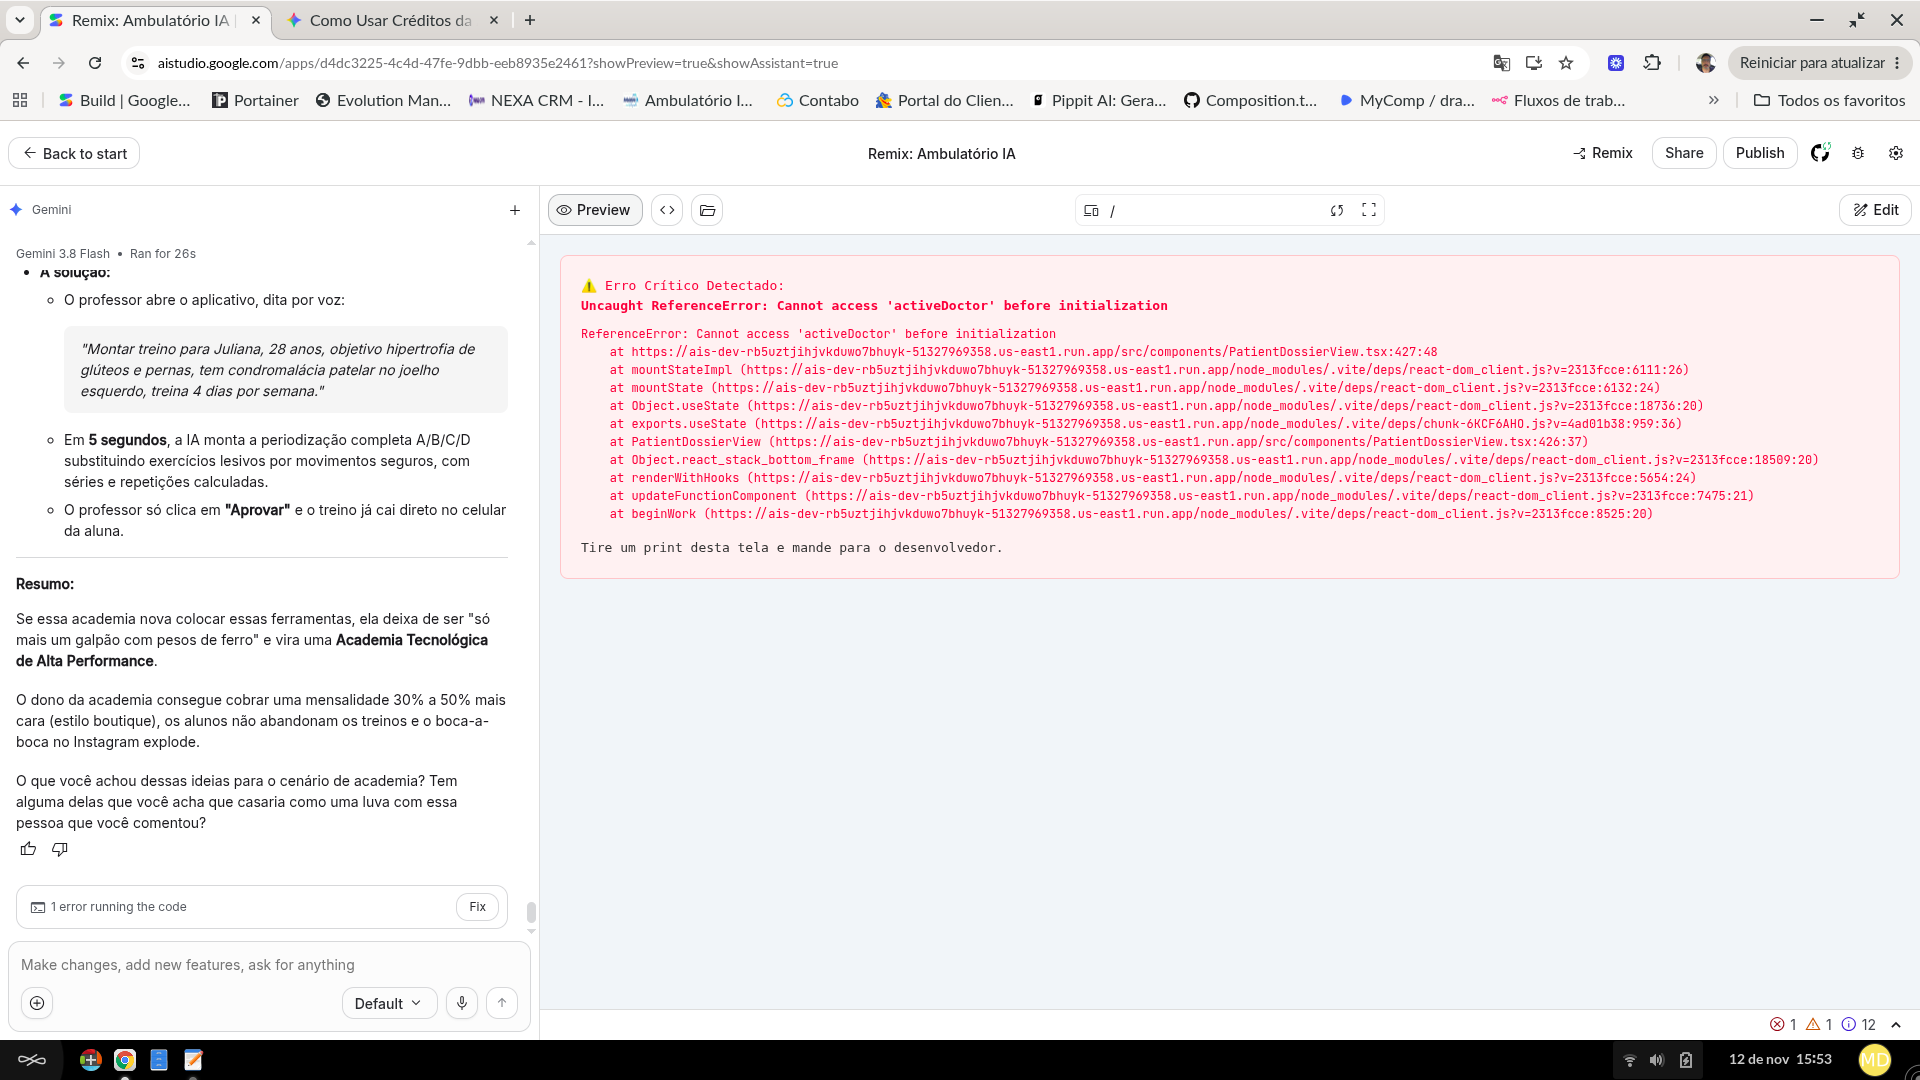 Remix: Ambulatório IA
Como Usar Créditos da
aistudio.google.com/apps/d4dc3225-4c4d-47fe-9dbb-eeb8935e2461?showPreview=true&showAssistant=true
Reiniciar para atualizar
Build | Google...
Portainer
Evolution Man...
NEXA CRM - I...
Ambulatório I...
Contabo
Portal do Clien...
Pippit AI: Gera...
Composition.t...
MyComp / dra...
Fluxos de trab...
Todos os favoritos
Back to start
Remix: Ambulatório IA
Remix
Share
Publish
Gemini
Preview
/
Edit
Gemini 3.8 Flash • Ran for 26s
A solução:
O professor abre o aplicativo, dita por voz:
"Montar treino para Juliana, 28 anos, objetivo hipertrofia de
glúteos e pernas, tem condromalácia patelar no joelho
esquerdo, treina 4 dias por semana."
Em 5 segundos, a IA monta a periodização completa A/B/C/D
substituindo exercícios lesivos por movimentos seguros, com
séries e repetições calculadas.
O professor só clica em "Aprovar" e o treino já cai direto no celular
da aluna.
Resumo:
Se essa academia nova colocar essas ferramentas, ela deixa de ser "só
mais um galpão com pesos de ferro" e vira uma Academia Tecnológica
de Alta Performance.
O dono da academia consegue cobrar uma mensalidade 30% a 50% mais
cara (estilo boutique), os alunos não abandonam os treinos e o boca-a-
boca no Instagram explode.
O que você achou dessas ideias para o cenário de academia? Tem
alguma delas que você acha que casaria como uma luva com essa
pessoa que você comentou?
1 error running the code
Fix
Make changes, add new features, ask for anything
Default
⚠️ Erro Crítico Detectado:
Uncaught ReferenceError: Cannot access 'activeDoctor' before initialization
ReferenceError: Cannot access 'activeDoctor' before initialization
at https://ais-dev-rb5uztjihjvkduwo7bhuyk-51327969358.us-east1.run.app/src/components/PatientDossierView.tsx:427:48
at mountStateImpl (https://ais-dev-rb5uztjihjvkduwo7bhuyk-51327969358.us-east1.run.app/node_modules/.vite/deps/react-dom_client.js?v=2313fcce:6111:26)
at mountState (https://ais-dev-rb5uztjihjvkduwo7bhuyk-51327969358.us-east1.run.app/node_modules/.vite/deps/react-dom_client.js?v=2313fcce:6132:24)
at Object.useState (https://ais-dev-rb5uztjihjvkduwo7bhuyk-51327969358.us-east1.run.app/node_modules/.vite/deps/react-dom_client.js?v=2313fcce:18736:20)
at exports.useState (https://ais-dev-rb5uztjihjvkduwo7bhuyk-51327969358.us-east1.run.app/node_modules/.vite/deps/chunk-6KCF6AHO.js?v=4ad01b38:959:36)
at PatientDossierView (https://ais-dev-rb5uztjihjvkduwo7bhuyk-51327969358.us-east1.run.app/src/components/PatientDossierView.tsx:426:37)
at Object.react_stack_bottom_frame (https://ais-dev-rb5uztjihjvkduwo7bhuyk-51327969358.us-east1.run.app/node_modules/.vite/deps/react-dom_client.js?v=2313fcce:18509:20)
at renderWithHooks (https://ais-dev-rb5uztjihjvkduwo7bhuyk-51327969358.us-east1.run.app/node_modules/.vite/deps/react-dom_client.js?v=2313fcce:5654:24)
at updateFunctionComponent (https://ais-dev-rb5uztjihjvkduwo7bhuyk-51327969358.us-east1.run.app/node_modules/.vite/deps/react-dom_client.js?v=2313fcce:7475:21)
at beginWork (https://ais-dev-rb5uztjihjvkduwo7bhuyk-51327969358.us-east1.run.app/node_modules/.vite/deps/react-dom_client.js?v=2313fcce:8525:20)
Tire um print desta tela e mande para o desenvolvedor.
1 1 12
12 de nov 15:53
MD